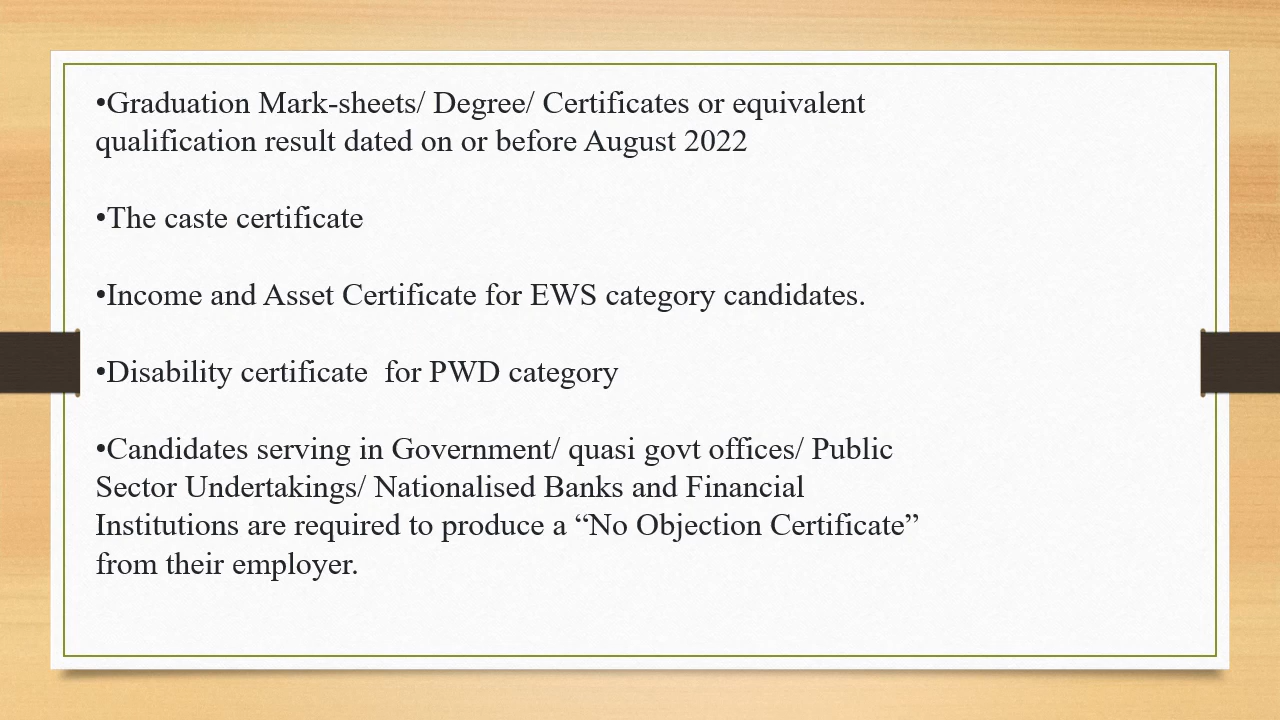 •Graduation Mark-sheets/ Degree/ Certificates or equivalent
qualification result dated on or before August 2022
•The caste certificate
•Income and Asset Certificate for EWS category candidates.
•Disability certificate  for PWD category
•Candidates serving in Government/ quasi govt offices/ Public
Sector Undertakings/ Nationalised Banks and Financial
Institutions are required to produce a “No Objection Certificate”
from their employer.